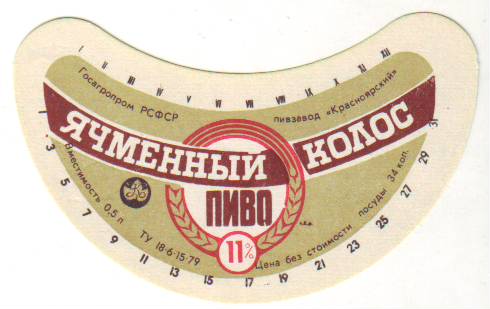 I II III IV V VI VII VIII IX X XI XII
Госагропром РСФСР
пивзавод «Красноярский»
ЯЧМЕННЫЙ КОЛОС
ПИВО
11%
Вместимость 0,5 л
ТУ 18-6-15-79
Цена без стоимости посуды 34 коп.
1 3 5 7 9 11 13 15 17 19 21 23 25 27 29 31